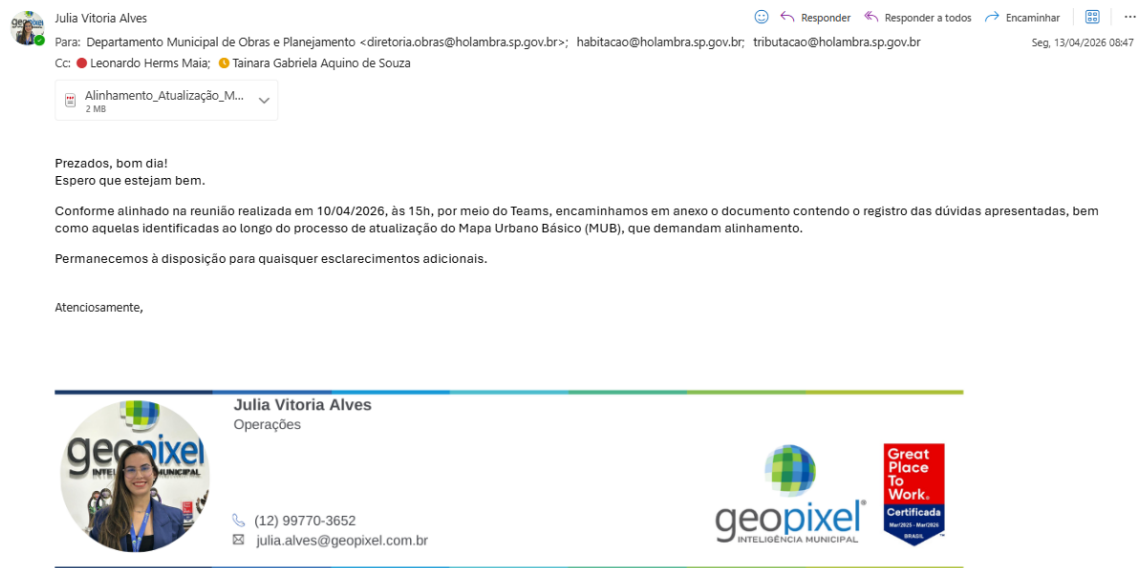 Julia Vitoria Alves
Responder Responder a todos Encaminhar
Para: Departamento Municipal de Obras e Planejamento <diretoria.obras@holambra.sp.gov.br>; habitacao@holambra.sp.gov.br; tributacao@holambra.sp.gov.br
Seg, 13/04/2026 08:47
Cc: Leonardo Herms Maia; Tainara Gabriela Aquino de Souza
Alinhamento_Atualização_M...
2 MB
Prezados, bom dia!
Espero que estejam bem.
Conforme alinhado na reunião realizada em 10/04/2026, às 15h, por meio do Teams, encaminhamos em anexo o documento contendo o registro das dúvidas apresentadas, bem
como aquelas identificadas ao longo do processo de atualização do Mapa Urbano Básico (MUB), que demandam alinhamento.
Permanecemos à disposição para quaisquer esclarecimentos adicionais.
Atenciosamente,
Julia Vitoria Alves
Operações
geopixel
(12) 99770-3652
julia.alves@geopixel.com.br
geopixel
INTELIGÊNCIA MUNICIPAL
Great
Place
To
Work.
Certificada
Mar/2025 - Mar/2026
BRASIL